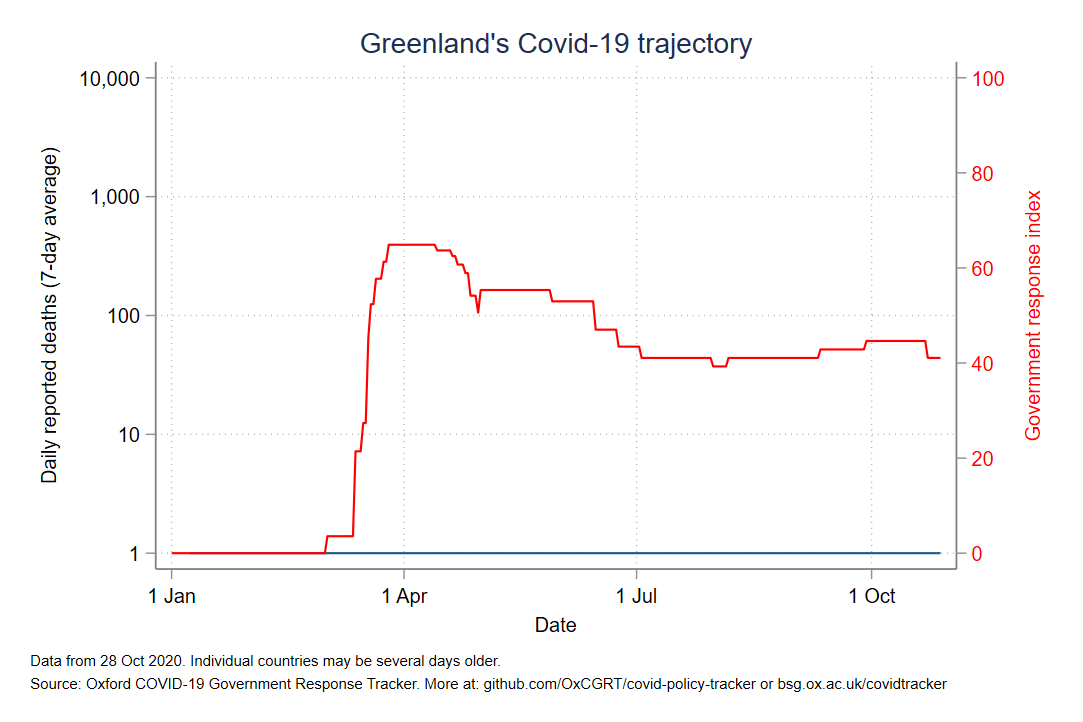 Greenland's Covid-19 trajectory
10,000
1,000
100
10
1
Daily reported deaths (7-day average)
100
80
60
40
20
0
Government response index
1 Jan
1 Apr
1 Jul
1 Oct
Date
Data from 28 Oct 2020. Individual countries may be several days older.
Source: Oxford COVID-19 Government Response Tracker. More at: github.com/OxCGRT/covid-policy-tracker or bsg.ox.ac.uk/covidtracker